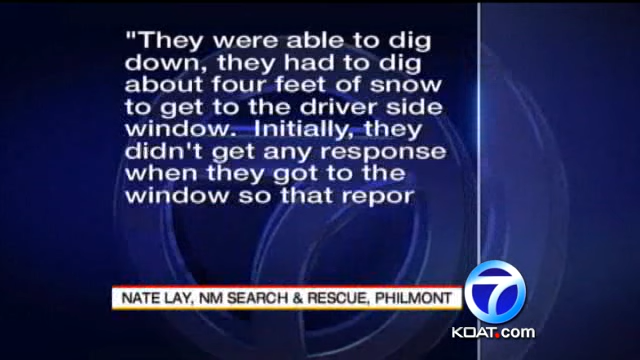 "They were able to dig
down, they had to dig
about four feet of snow
to get to the driver side
window. Initially, they
didn't get any response
when they got to the
window so that repor
NATE LAY, NM SEARCH & RESCUE, PHILMONT
7
KOAT.com